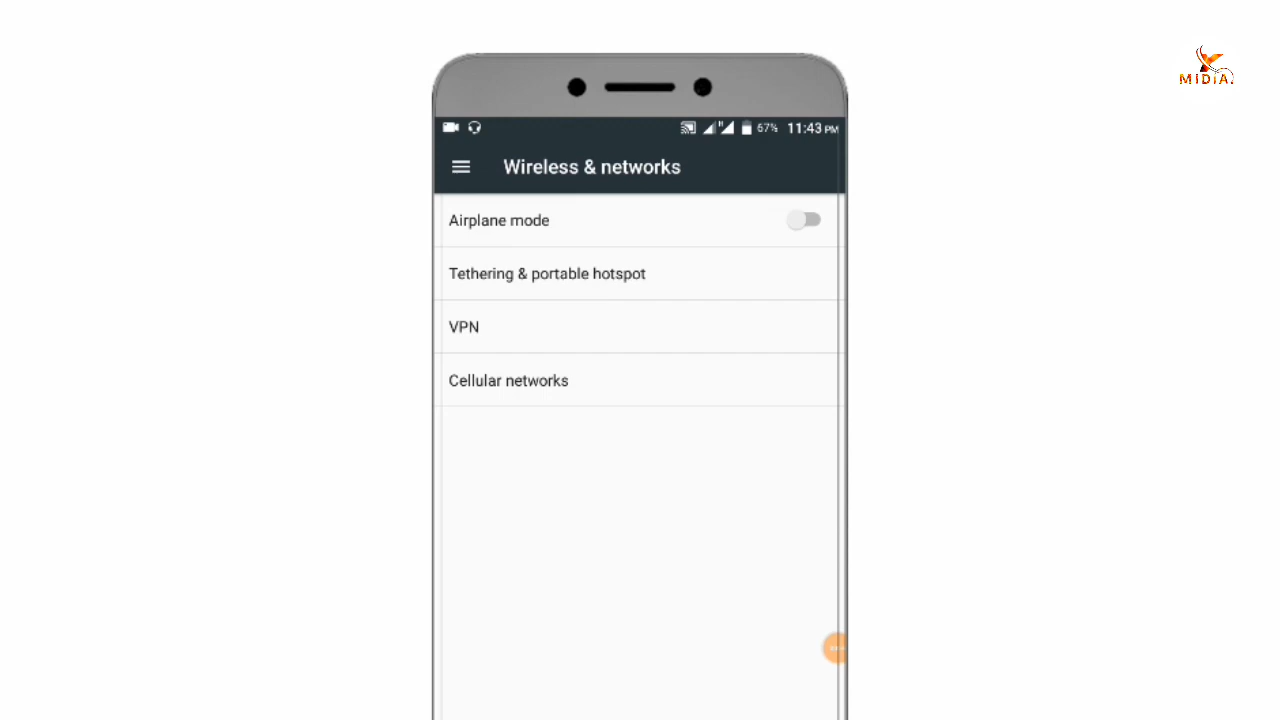 MIDIA.
H 67% 11:43 PM
Wireless & networks
Airplane mode
Tethering & portable hotspot
VPN
Cellular networks